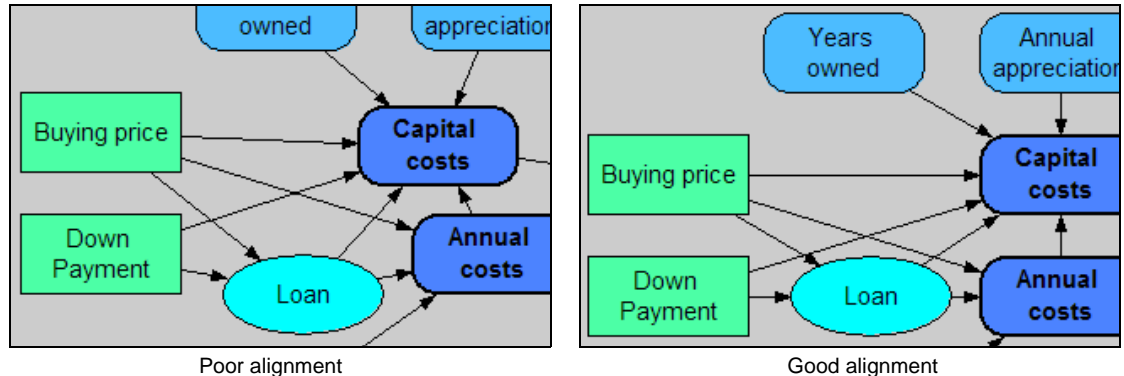 owned
appreciation
Buying price
Capital
costs
Down
Payment
Annual
costs
Loan
Poor alignment
Years
owned
Annual
appreciation
Buying price
Capital
costs
Down
Payment
Loan
Annual
costs
Good alignment